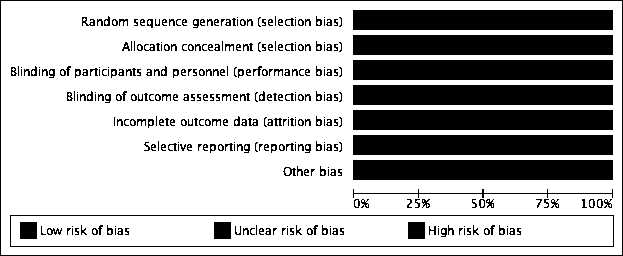 Random sequence generation (selection bias)
Allocation concealment (selection bias)
Blinding of participants and personnel (performance bias)
Blinding of outcome assessment (detection bias)
Incomplete outcome data (attrition bias)
Selective reporting (reporting bias)
Other bias
0% 25% 50% 75% 100%
Low risk of bias Unclear risk of bias High risk of bias